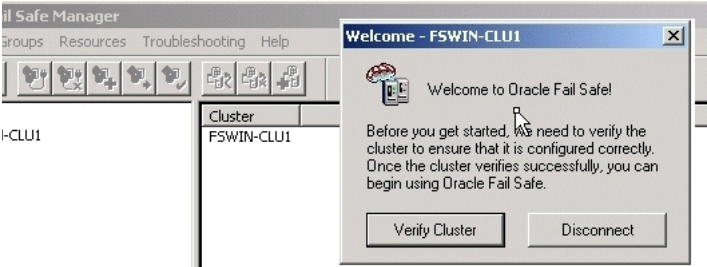 il Safe Manager
Groups Resources Troubleshooting Help
Cluster
-CLU1
FSWIN-CLU1
Welcome - FSWIN-CLU1
Welcome to Oracle Fail Safe!
Before you get started, we need to verify the
cluster to ensure that it is configured correctly.
Once the cluster verifies successfully, you can
begin using Oracle Fail Safe.
Verify Cluster Disconnect